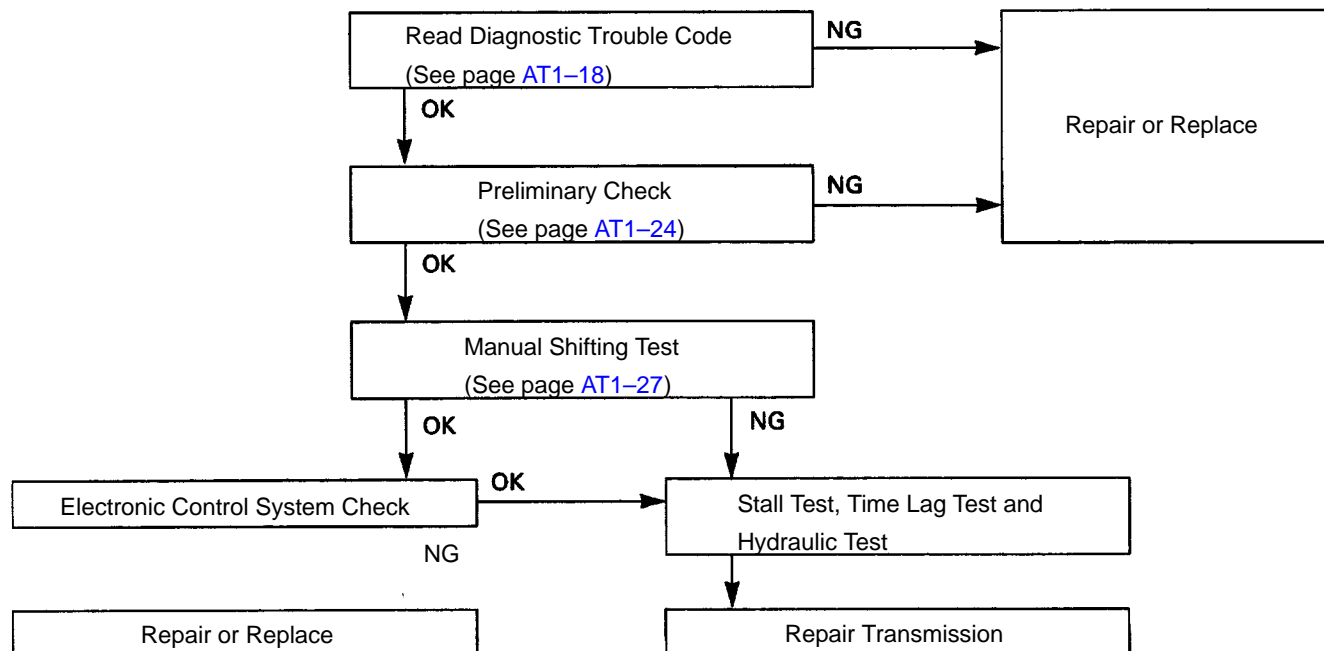 Read Diagnostic Trouble Code
(See page AT1–18)
NG
Repair or Replace
OK
Preliminary Check
(See page AT1–24)
NG
OK
Manual Shifting Test
(See page AT1–27)
OK
NG
Electronic Control System Check
OK
Stall Test, Time Lag Test and
Hydraulic Test
NG
Repair or Replace
Repair Transmission